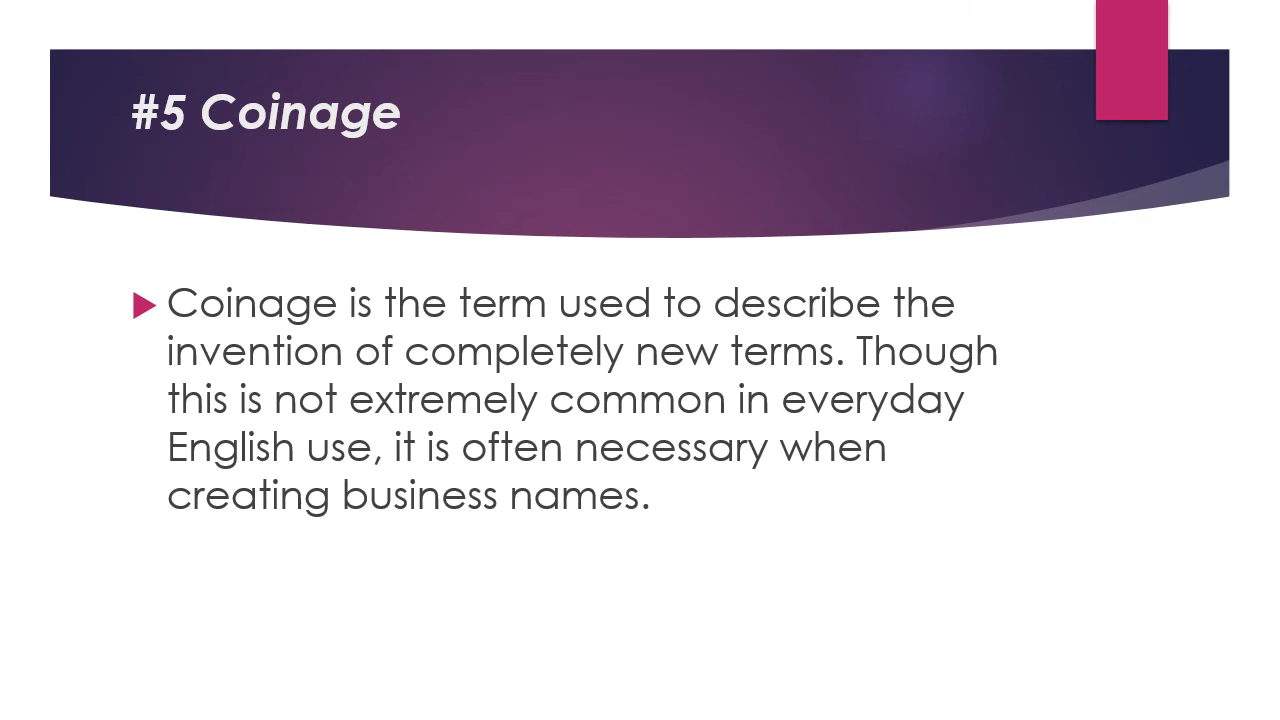 #5 Coinage
Coinage is the term used to describe the
invention of completely new terms. Though
this is not extremely common in everyday
English use, it is often necessary when
creating business names.